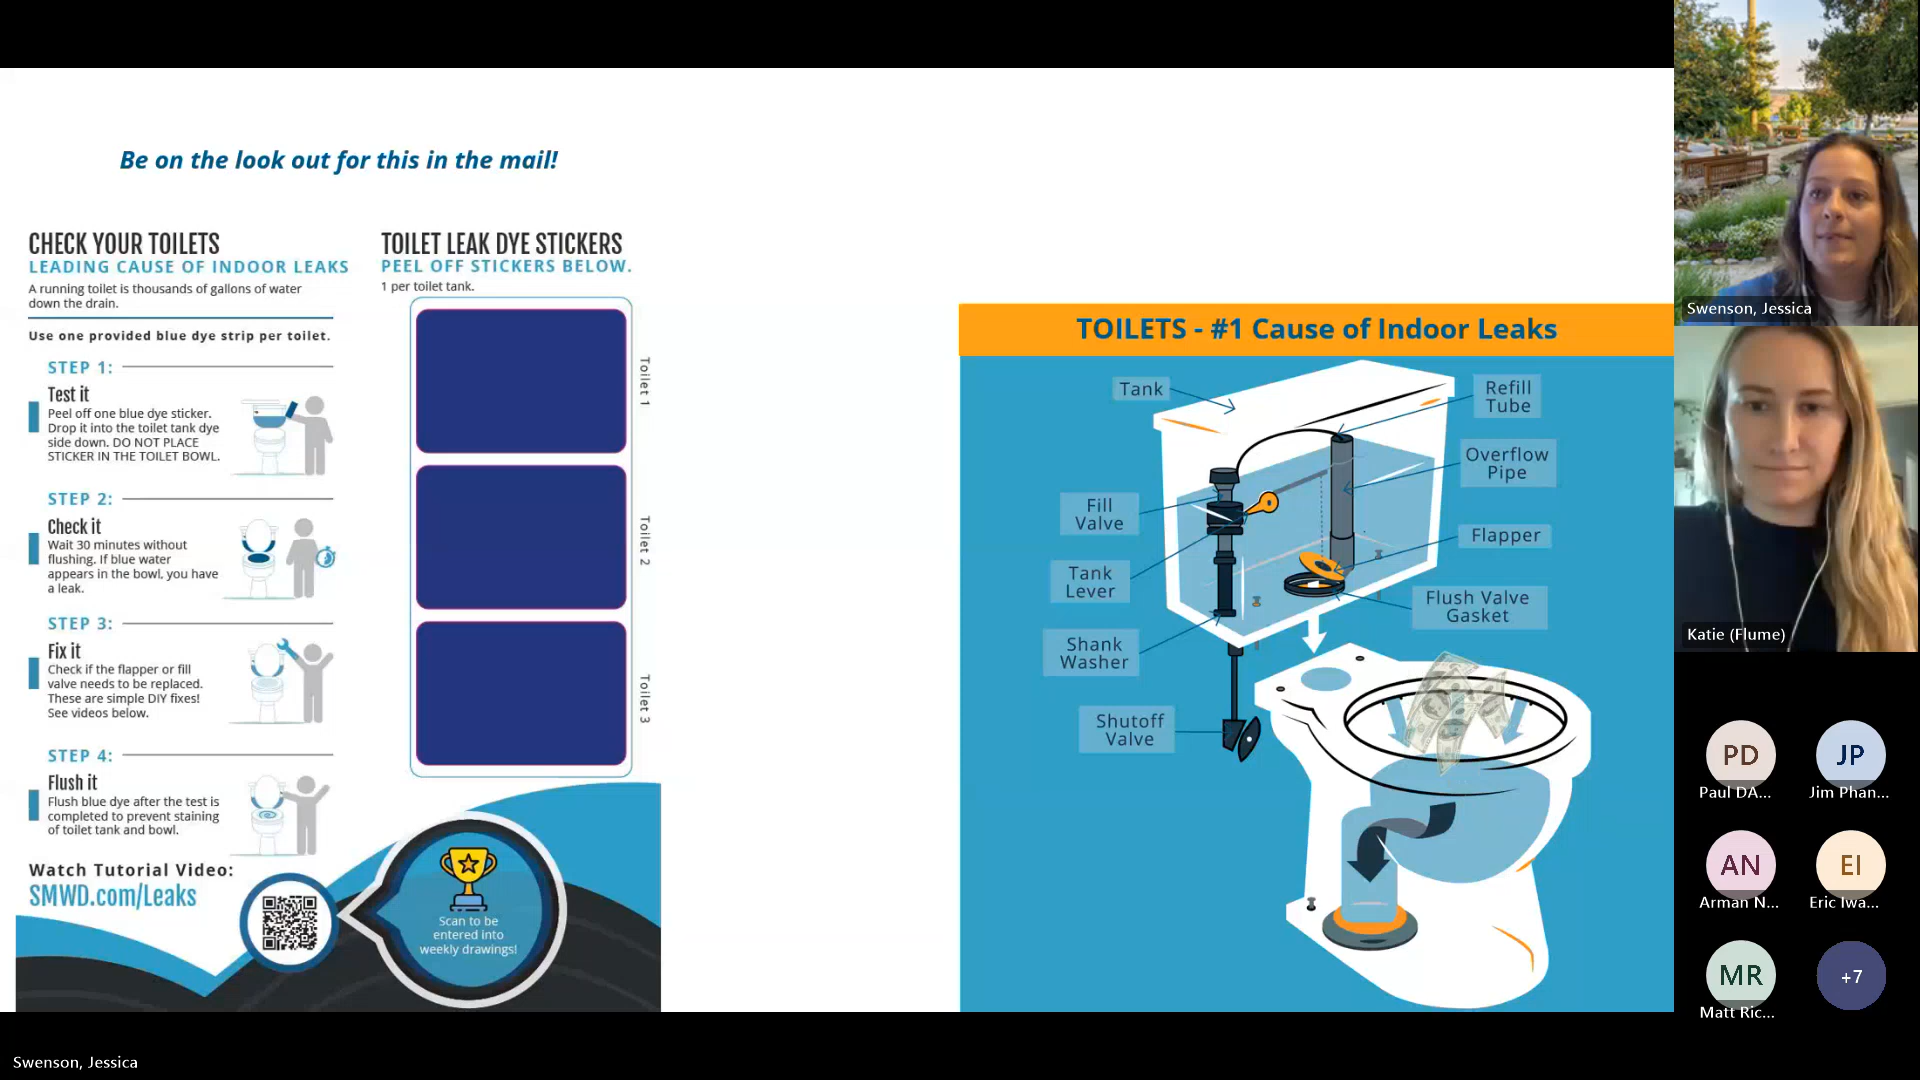 Be on the look out for this in the mail!
CHECK YOUR TOILETS
LEADING CAUSE OF INDOOR LEAKS
A running toilet is thousands of gallons of water
down the drain.
Use one provided blue dye strip per toilet.
STEP 1:
Test it
Peel off one blue dye sticker.
Drop it into the toilet tank dye
side down. DO NOT PLACE
STICKER IN THE TOILET BOWL.
STEP 2:
Check it
Wait 30 minutes without
flushing. If blue water
appears in the bowl, you have
a leak.
STEP 3:
Fix it
Check if the flapper or fill
valve needs to be replaced.
These are simple DIY fixes!
See videos below.
STEP 4:
Flush it
Flush blue dye after the test is
completed to prevent staining
of toilet tank and bowl.
Watch Tutorial Video:
SMWD.com/Leaks
TOILET LEAK DYE STICKERS
PEEL OFF STICKERS BELOW.
1 per toilet tank.
Toilet 1
Toilet 2
Toilet 3
Scan to be
entered into
weekly drawings!
TOILETS - #1 Cause of Indoor Leaks
Tank
Refill
Tube
Overflow
Pipe
Fill
Valve
Flapper
Tank
Lever
Flush Valve
Gasket
Shank
Washer
Shutoff
Valve
Swenson, Jessica
Katie (Flume)
PD
Paul DA...
JP
Jim Phan...
AN
Arman N...
EI
Eric Iwa...
MR
Matt Ric...
+7
Swenson, Jessica